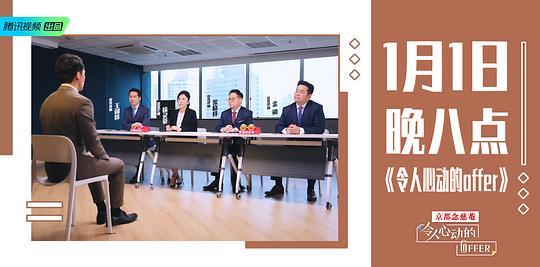 腾讯视频 出品
1月1日
晚八点
《令人心动的offer》
京都念慈菴
令人心动的
OFFER